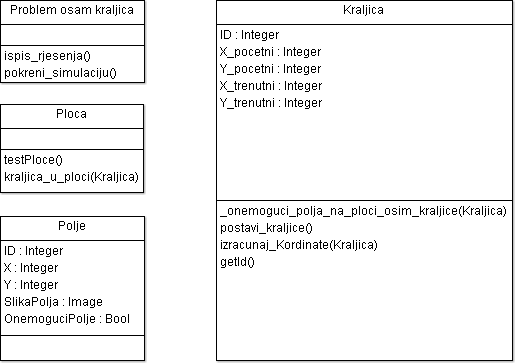 Problem osam kraljica
ispis_rjesenja()
pokreni_simulaciju()
Ploca
testPloce()
kraljica_u_ploci(Kraljica)
Polje
ID : Integer
X : Integer
Y : Integer
SlikaPolja : Image
OnemoguciPolje : Bool
Kraljica
ID : Integer
X_pocetni : Integer
Y_pocetni : Integer
X_trenutni : Integer
Y_trenutni : Integer
_onemoguci_polja_na_ploci_osim_kraljice(Kraljica)
postavi_kraljice()
izracunaj_Kordinate(Kraljica)
getId()